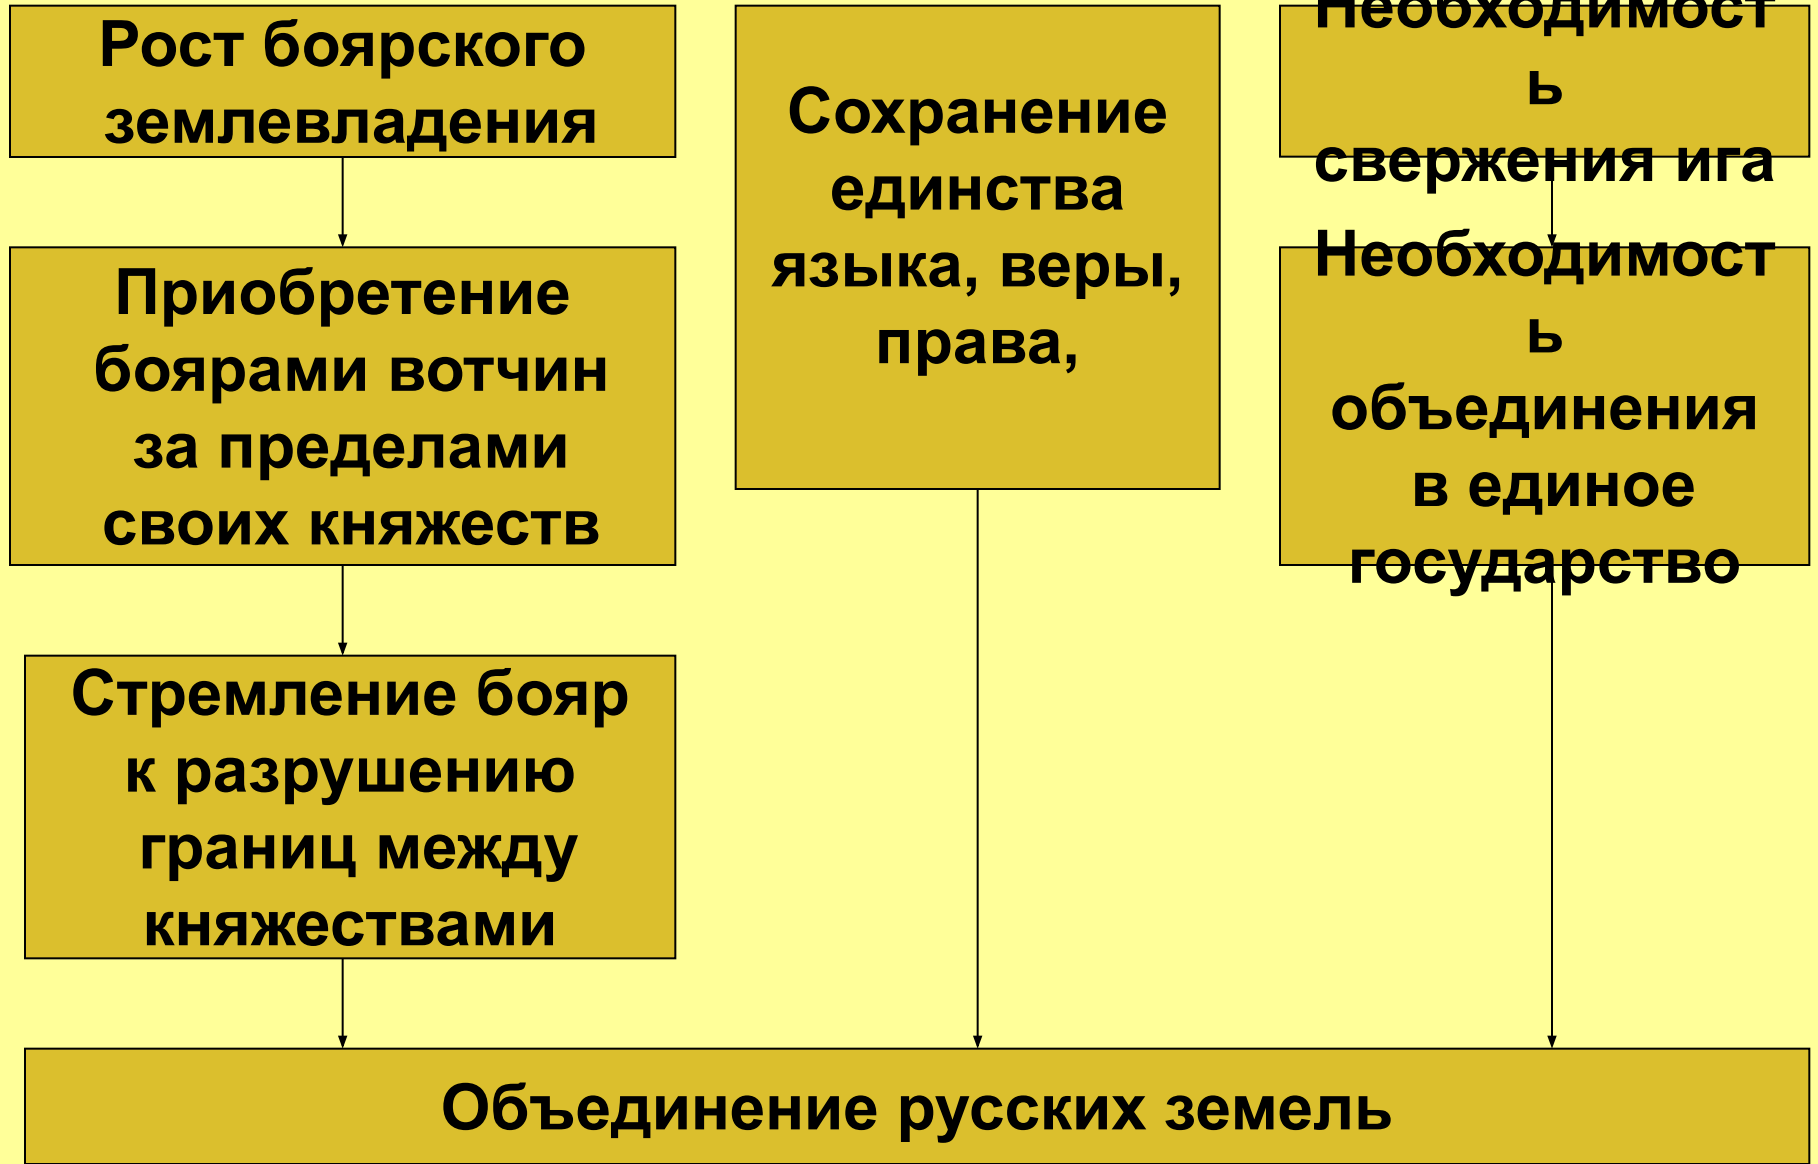 Рост боярского
землевладения
Приобретение
боярами вотчин
за пределами
своих княжеств
Стремление бояр
к разрушению
границ между
княжествами
Сохранение
единства
языка, веры,
права,
Необходимост
ь
свержения ига
Необходимост
ь
объединения
в единое
государство
Объединение русских земель